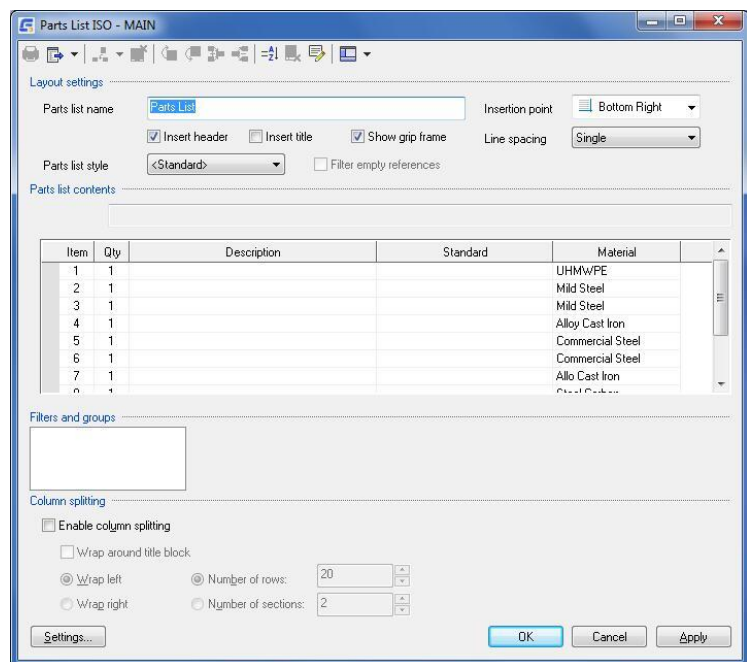 Parts List ISO - MAIN
Layout settings
Parts list name Parts List Insertion point Bottom Right
Insert header Insert title Show grip frame Line spacing Single
Parts list style <Standard> Filter empty references
Parts list contents
Item Qty Description Standard Material
1 1 UHMWPE
2 1 Mild Steel
3 1 Mild Steel
4 1 Alloy Cast Iron
5 1 Commercial Steel
6 1 Commercial Steel
7 1 Allo Cast Iron
Filters and groups
Column splitting
Enable column splitting
Wrap around title block
Wrap left Number of rows: 20
Wrap right Number of sections: 2
Settings... OK Cancel Apply